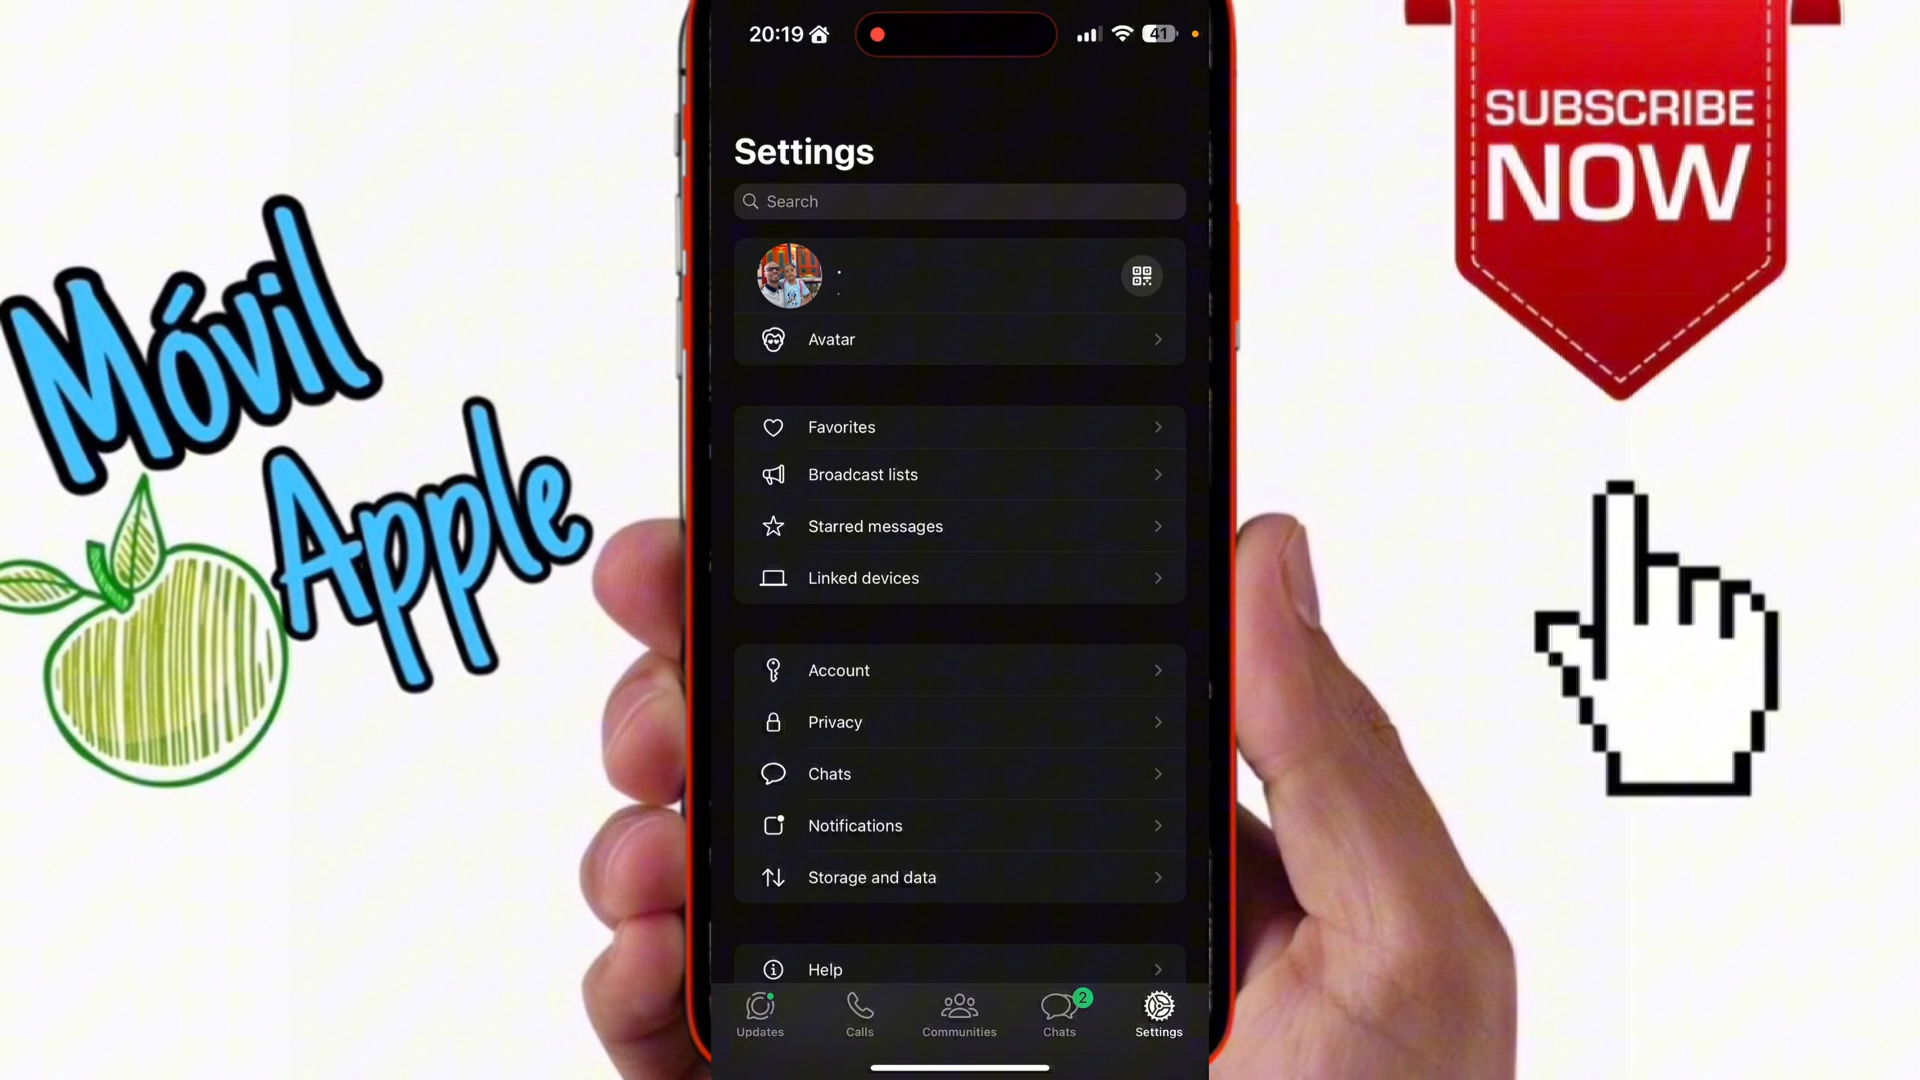 20:19
41
Settings
Search
.
.
Avatar
Favorites
Broadcast lists
Starred messages
Linked devices
Account
Privacy
Chats
Notifications
Storage and data
Help
Updates
Calls
Communities
2
Chats
Settings
Móvil
Apple
SUBSCRIBE
NOW